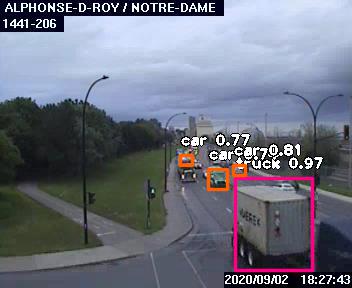 ALPHONSE-D-ROY / NOTRE-DAME
1441-206
car 0.77
car 0.81
truck 0.97
2020/09/02 18:27:43